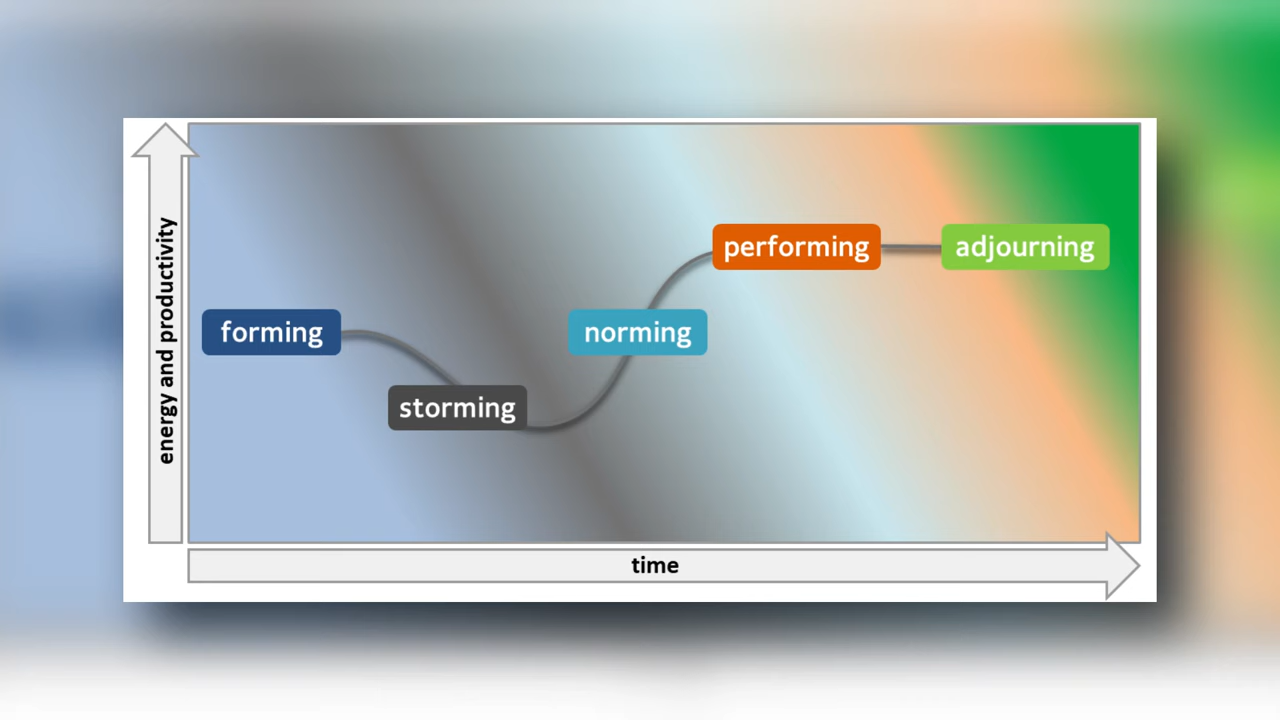 energy and productivity
forming
storming
norming
performing
adjourning
time